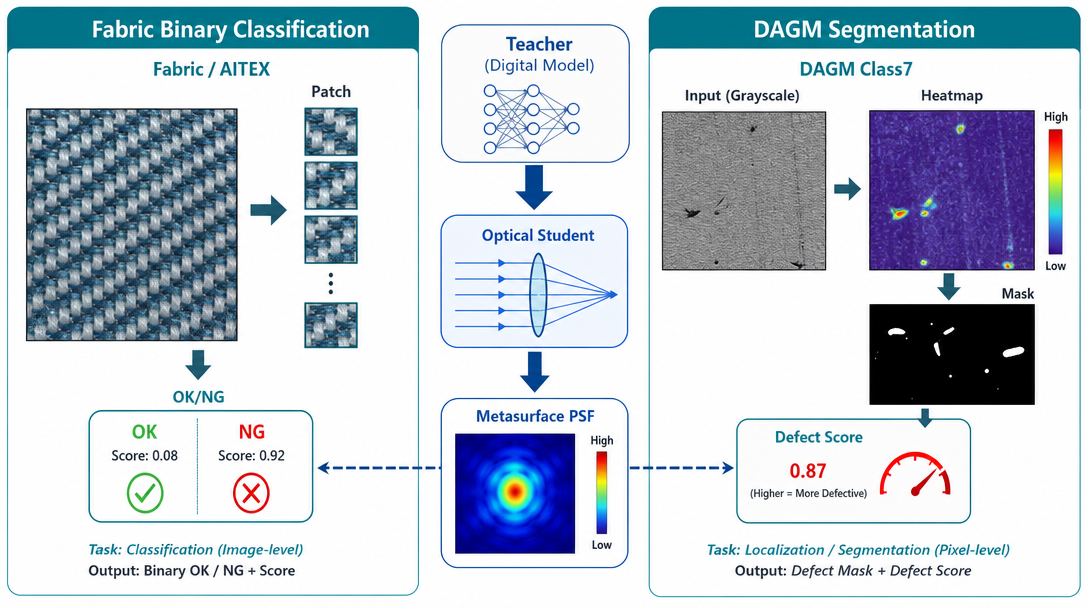 Fabric Binary Classification
Fabric / AITEX
Patch
OK/NG
OK
Score: 0.08
NG
Score: 0.92
Task: Classification (Image-level)
Output: Binary OK / NG + Score
Teacher
(Digital Model)
Optical Student
Metasurface PSF
High
Low
DAGM Segmentation
DAGM Class7
Input (Grayscale)
Heatmap
High
Low
Mask
Defect Score
0.87
(Higher = More Defective)
Task: Localization / Segmentation (Pixel-level)
Output: Defect Mask + Defect Score